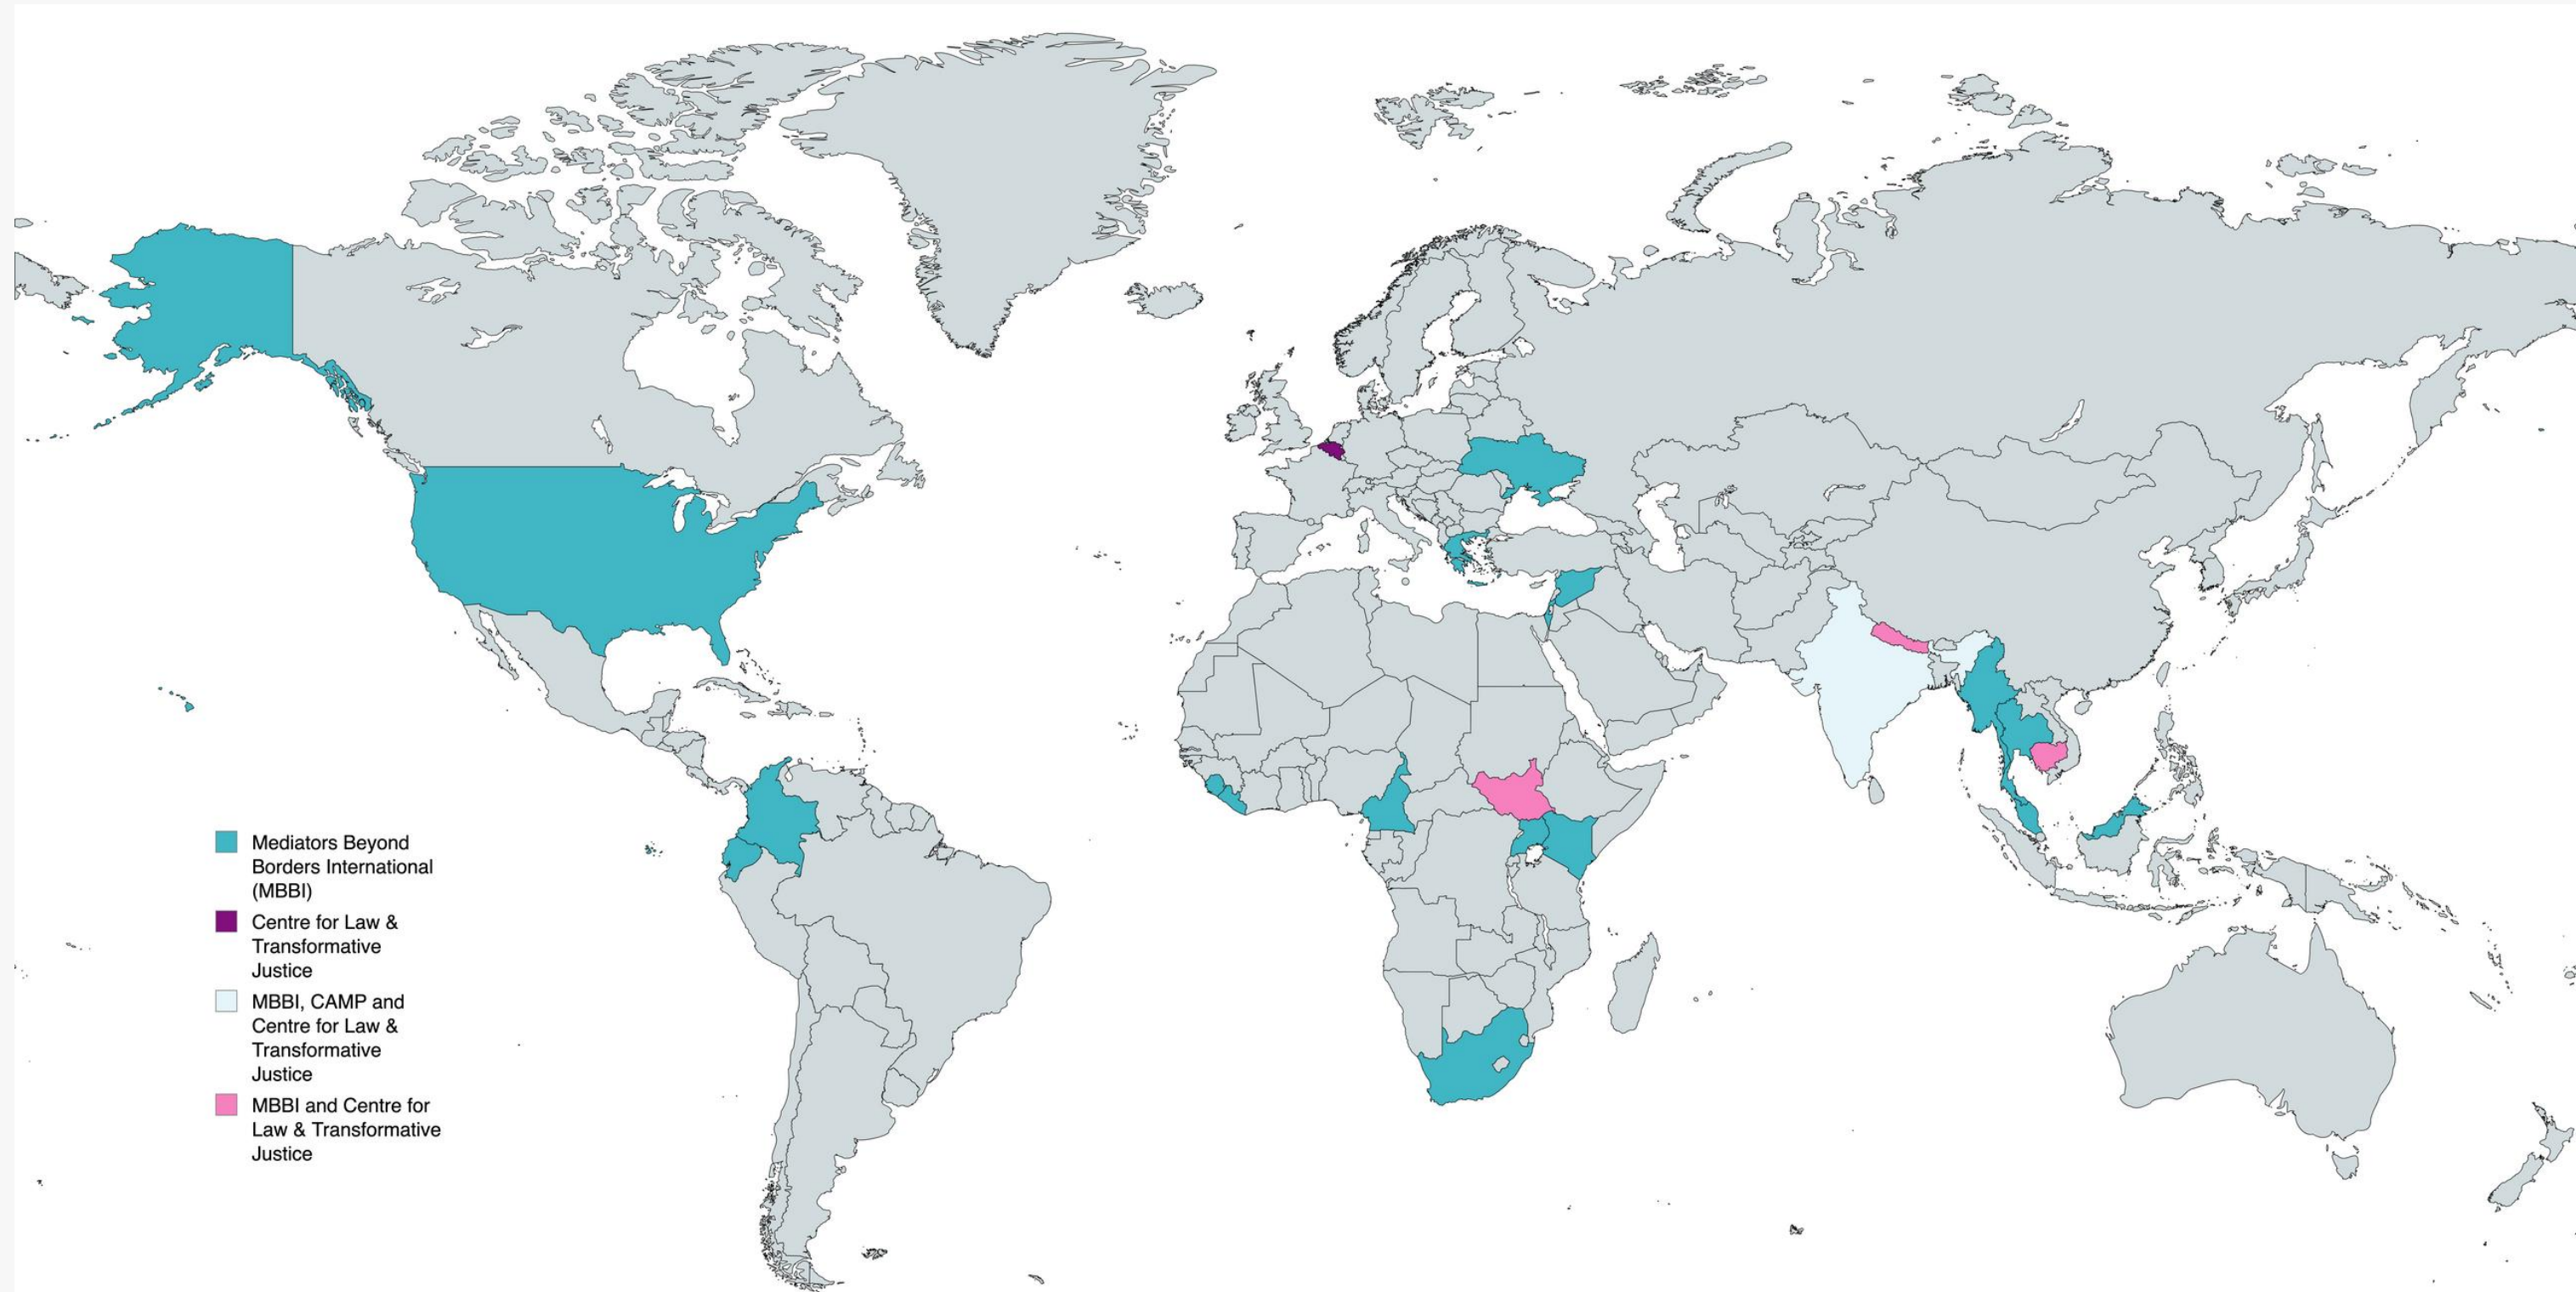 Mediators Beyond
Borders International
(MBBI)
Centre for Law &
Transformative
Justice
MBBI, CAMP and
Centre for Law &
Transformative
Justice
MBBI and Centre for
Law & Transformative
Justice